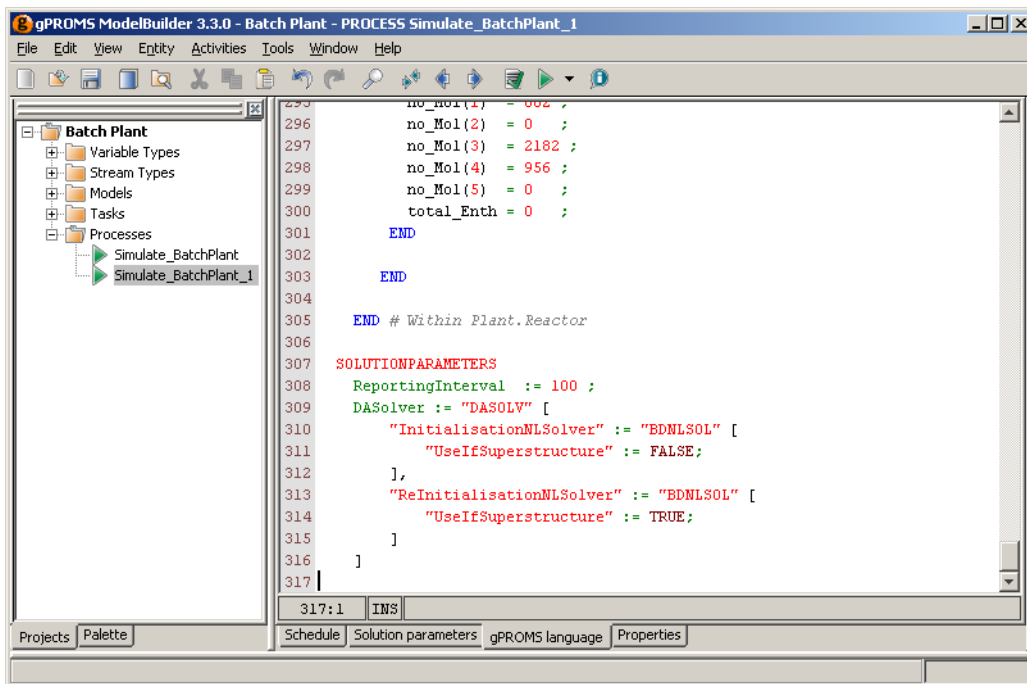 gPROMS ModelBuilder 3.3.0 - Batch Plant - PROCESS Simulate_BatchPlant_1
File Edit View Entity Activities Tools Window Help
Batch Plant
Variable Types
Stream Types
Models
Tasks
Processes
Simulate_BatchPlant
Simulate_BatchPlant_1
295 no_Mol(1) = 662 ;
296 no_Mol(2) = 0 ;
297 no_Mol(3) = 2182 ;
298 no_Mol(4) = 956 ;
299 no_Mol(5) = 0 ;
300 total_Enth = 0 ;
301 END
302
303 END
304
305 END # Within Plant.Reactor
306
307 SOLUTIONPARAMETERS
308 ReportingInterval := 100 ;
309 DASolver := "DASOLV" [
310 "InitialisationNLSolver" := "BDNLSOL" [
311 "UseIfSuperstructure" := FALSE;
312 ],
313 "ReInitialisationNLSolver" := "BDNLSOL" [
314 "UseIfSuperstructure" := TRUE;
315 ]
316 ]
317
317:1 INS
Projects Palette
Schedule Solution parameters gPROMS language Properties